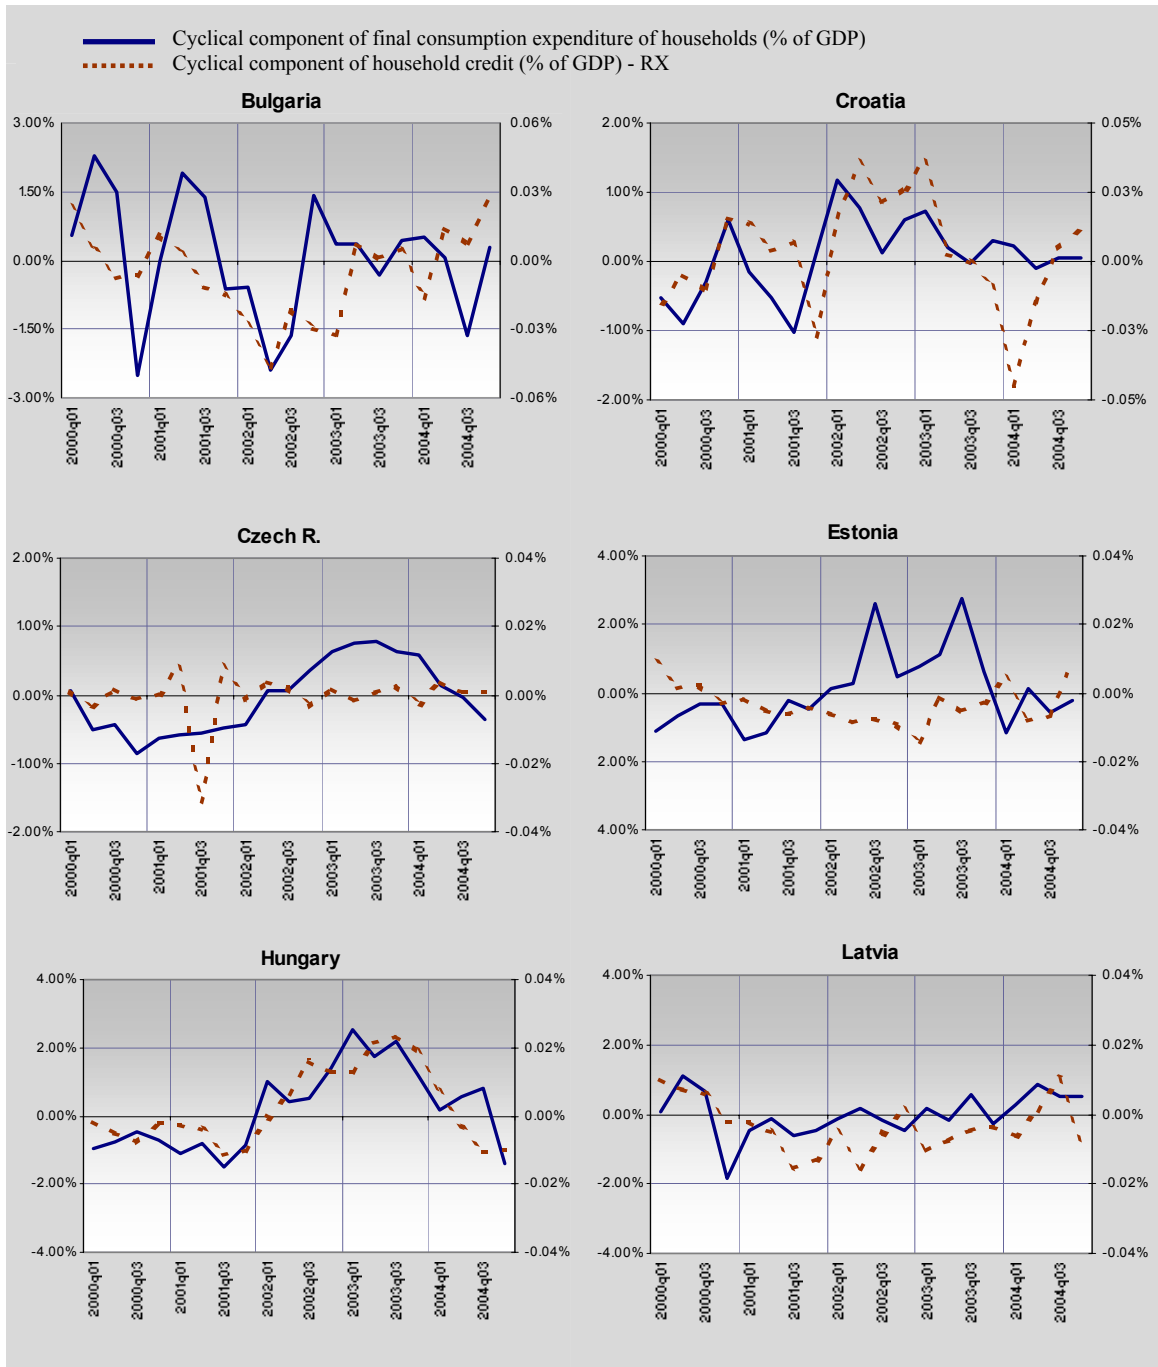 Cyclical component of final consumption expenditure of households (% of GDP)
Cyclical component of household credit (% of GDP) - RX
Bulgaria
3.00%
1.50%
0.00%
-1.50%
-3.00%
0.06%
0.03%
0.00%
-0.03%
-0.06%
2000q01
2000q03
2001q01
2001q03
2002q01
2002q03
2003q01
2003q03
2004q01
2004q03
Croatia
2.00%
1.00%
0.00%
-1.00%
-2.00%
0.05%
0.03%
0.00%
-0.03%
-0.05%
2000q01
2000q03
2001q01
2001q03
2002q01
2002q03
2003q01
2003q03
2004q01
2004q03
Czech R.
2.00%
1.00%
0.00%
-1.00%
-2.00%
0.04%
0.02%
0.00%
-0.02%
-0.04%
2000q01
2000q03
2001q01
2001q03
2002q01
2002q03
2003q01
2003q03
2004q01
2004q03
Estonia
4.00%
2.00%
0.00%
2.00%
4.00%
0.04%
0.02%
0.00%
-0.02%
-0.04%
2000q01
2000q03
2001q01
2001q03
2002q01
2002q03
2003q01
2003q03
2004q01
2004q03
Hungary
4.00%
2.00%
0.00%
-2.00%
-4.00%
0.04%
0.02%
0.00%
-0.02%
-0.04%
2000q01
2000q03
2001q01
2001q03
2002q01
2002q03
2003q01
2003q03
2004q01
2004q03
Latvia
4.00%
2.00%
0.00%
-2.00%
-4.00%
0.04%
0.02%
0.00%
-0.02%
-0.04%
2000q01
2000q03
2001q01
2001q03
2002q01
2002q03
2003q01
2003q03
2004q01
2004q03